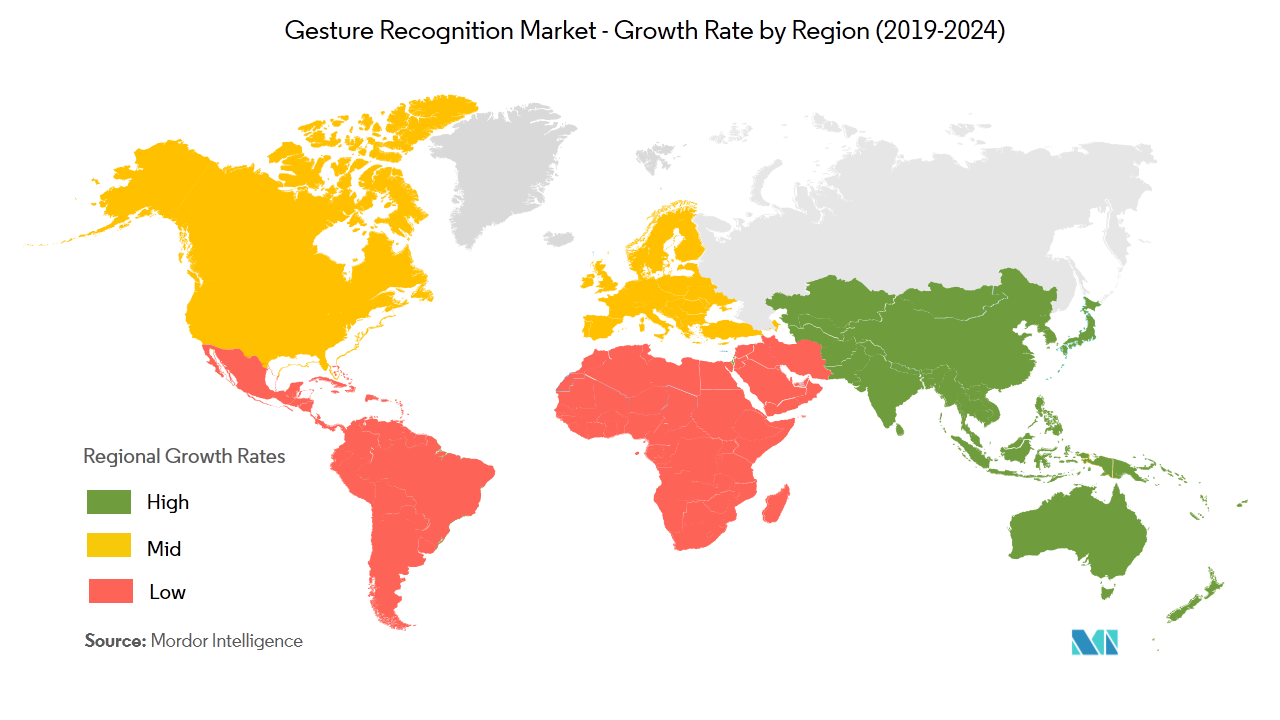 Gesture Recognition Market - Growth Rate by Region (2019-2024)
Regional Growth Rates
High
Mid
Low
Source: Mordor Intelligence